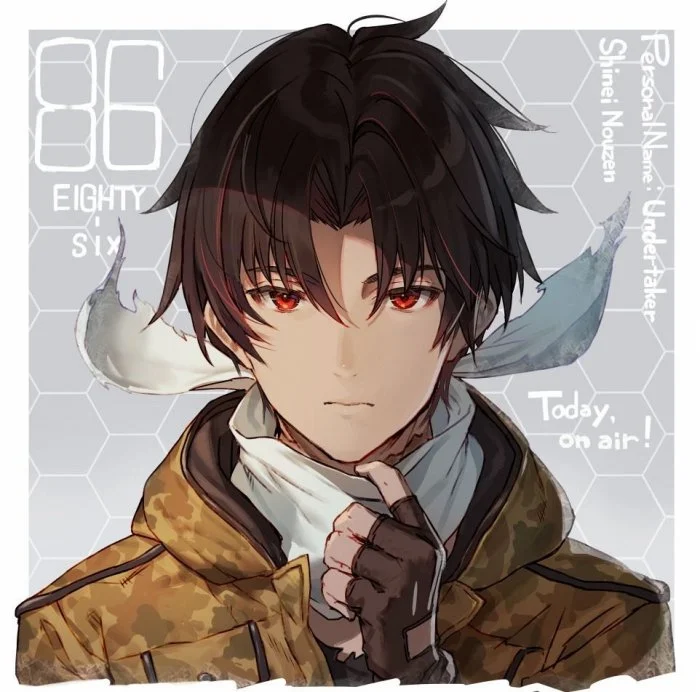 86
EIGHTY
-
SIX
Personal Name: Undertaker
Shinei Nouzen
Today,
on air!